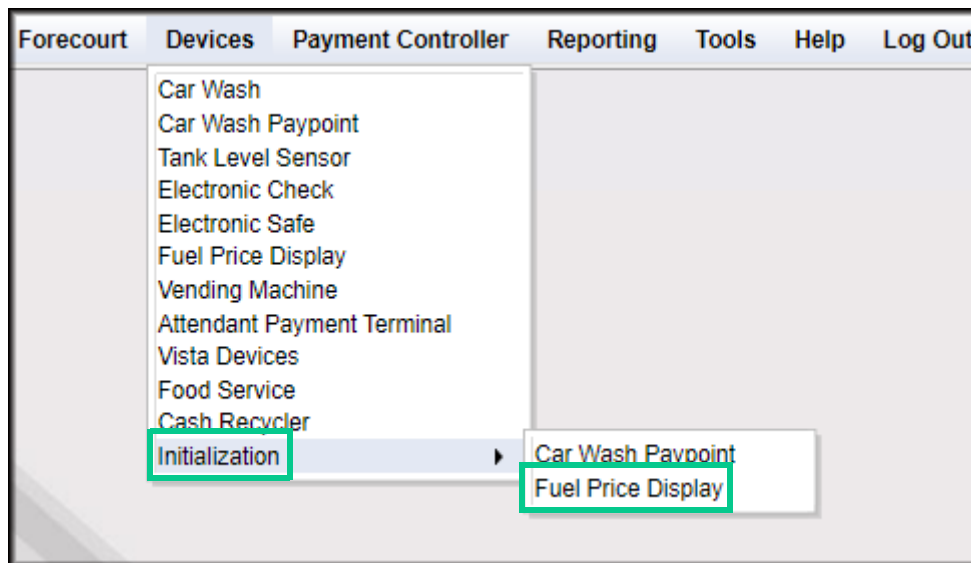 Forecourt Devices Payment Controller Reporting Tools Help Log Out
Car Wash
Car Wash Paypoint
Tank Level Sensor
Electronic Check
Electronic Safe
Fuel Price Display
Vending Machine
Attendant Payment Terminal
Vista Devices
Food Service
Cash Recycler
Initialization
Car Wash Paypoint
Fuel Price Display